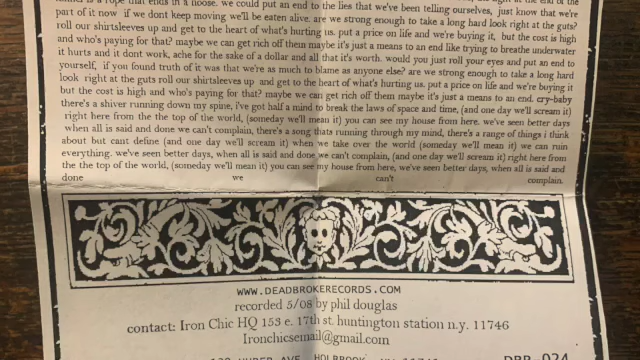 is a rope that ends in a noose. we could put an end to the lies that we've been telling ourselves, just know that we're
part of it now if we dont keep moving we'll be eaten alive. are we strong enough to take a long hard look right at the guts?
roll our shirtsleeves up and get to the heart of what's hurting us. put a price on life and we're buying it, but the cost is high
and who's paying for that? maybe we can get rich off them maybe it's just a means to an end like trying to breathe underwater
it hurts and it dont work, ache for the sake of a dollar and all that it's worth. would you just roll your eyes and put an end to
yourself, if you found truth of it was that we're as much to blame as anyone else? are we strong enough to take a long hard
look right at the guts roll our shirtsleeves up and get to the heart of what's hurting us. put a price on life and we're buying it
but the cost is high and who's paying for that? maybe we can get rich off them maybe it's just a means to an end. cry-baby
there's a shiver running down my spine, i've got half a mind to break the laws of space and time, (and one day we'll scream it)
right here from the the top of the world, (someday we'll mean it) you can see my house from here. we've seen better days
when all is said and done we can't complain, there's a song thats running through my mind, there's a range of things i think
about but cant define (and one day we'll scream it) when we take over the world (someday we'll mean it) we can ruin
everything. we've seen better days, when all is said and done we can't complain, (and one day we'll scream it) right here from
the the top of the world, (someday we'll mean it) you can see my house from here, we've seen better days, when all is said and
done we can't complain.
WWW.DEADBROKERECORDS.COM
recorded 5/08 by phil douglas
contact: Iron Chic HQ 153 e. 17th st. huntington station n.y. 11746
Ironchicsemail@gmail.com
AVE HOLBROOK,
DBR-024